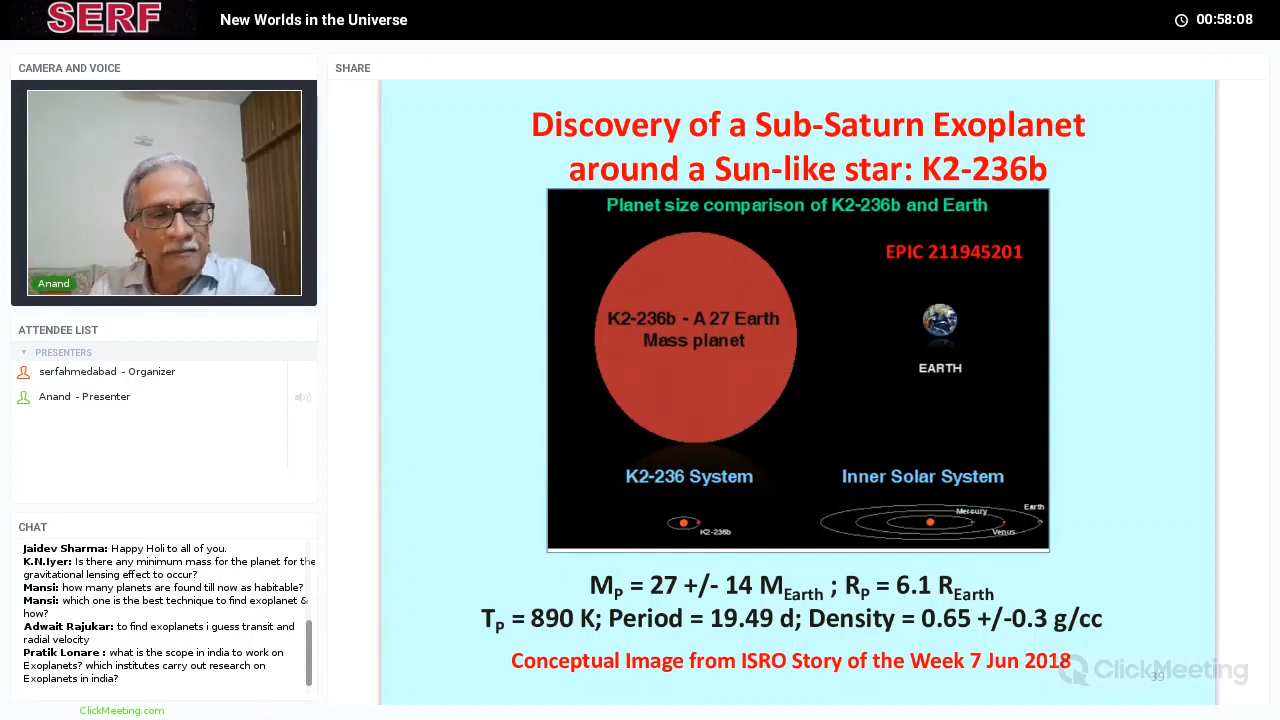 SERF
New Worlds in the Universe
00:58:08
CAMERA AND VOICE
SHARE
Anand
ATTENDEE LIST
PRESENTERS
serfahmedabad - Organizer
Anand - Presenter
CHAT
Jaidev Sharma: Happy Holi to all of you.
K.N.Iyer: Is there any minimum mass for the planet for the
gravitational lensing effect to occur?
Mansi: how many planets are found till now as habitable?
Mansi: which one is the best technique to find exoplanet &
how?
Adwait Rajukar: to find exoplanets i guess transit and
radial velocity
Pratik Lonare : what is the scope in india to work on
Exoplanets? which institutes carry out research on
Exoplanets in india?
ClickMeeting.com
Discovery of a Sub-Saturn Exoplanet
around a Sun-like star: K2-236b
Planet size comparison of K2-236b and Earth
EPIC 211945201
K2-236b - A 27 Earth
Mass planet
EARTH
K2-236 System
Inner Solar System
K2-236b
Mercury
Venus
Earth
M_P = 27 +/- 14 M_Earth ; R_P = 6.1 R_Earth
T_P = 890 K; Period = 19.49 d; Density = 0.65 +/-0.3 g/cc
Conceptual Image from ISRO Story of the Week 7 Jun 2018
39
ClickMeeting